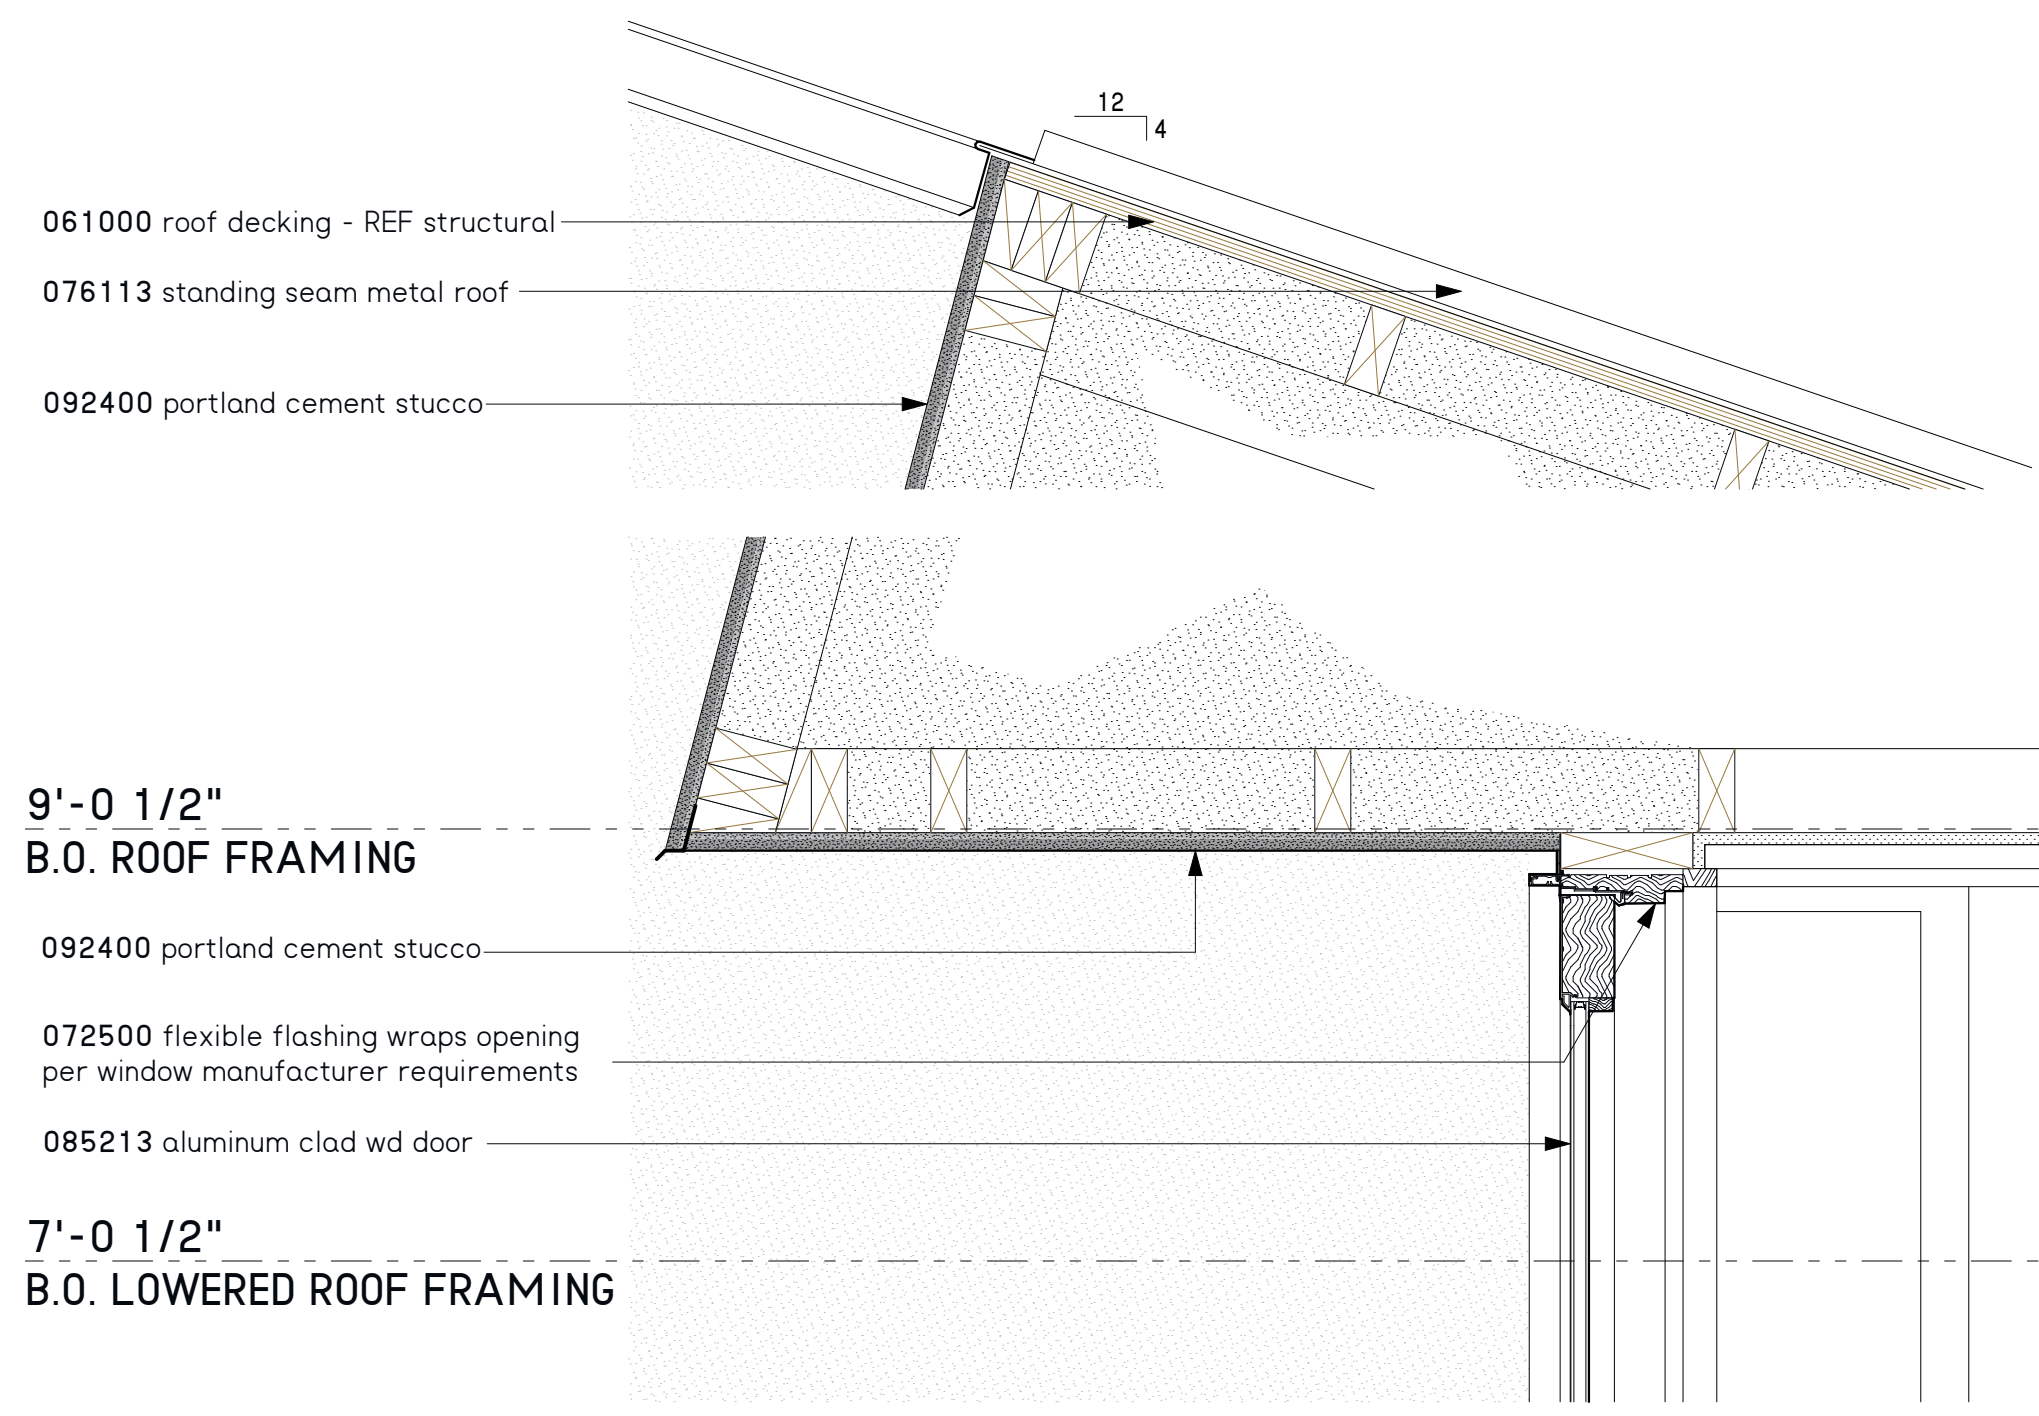 12
4
061000 roof decking - REF structural
076113 standing seam metal roof
092400 portland cement stucco
9'-0 1/2"
B.O. ROOF FRAMING
092400 portland cement stucco
072500 flexible flashing wraps opening
per window manufacturer requirements
085213 aluminum clad wd door
7'-0 1/2"
B.O. LOWERED ROOF FRAMING